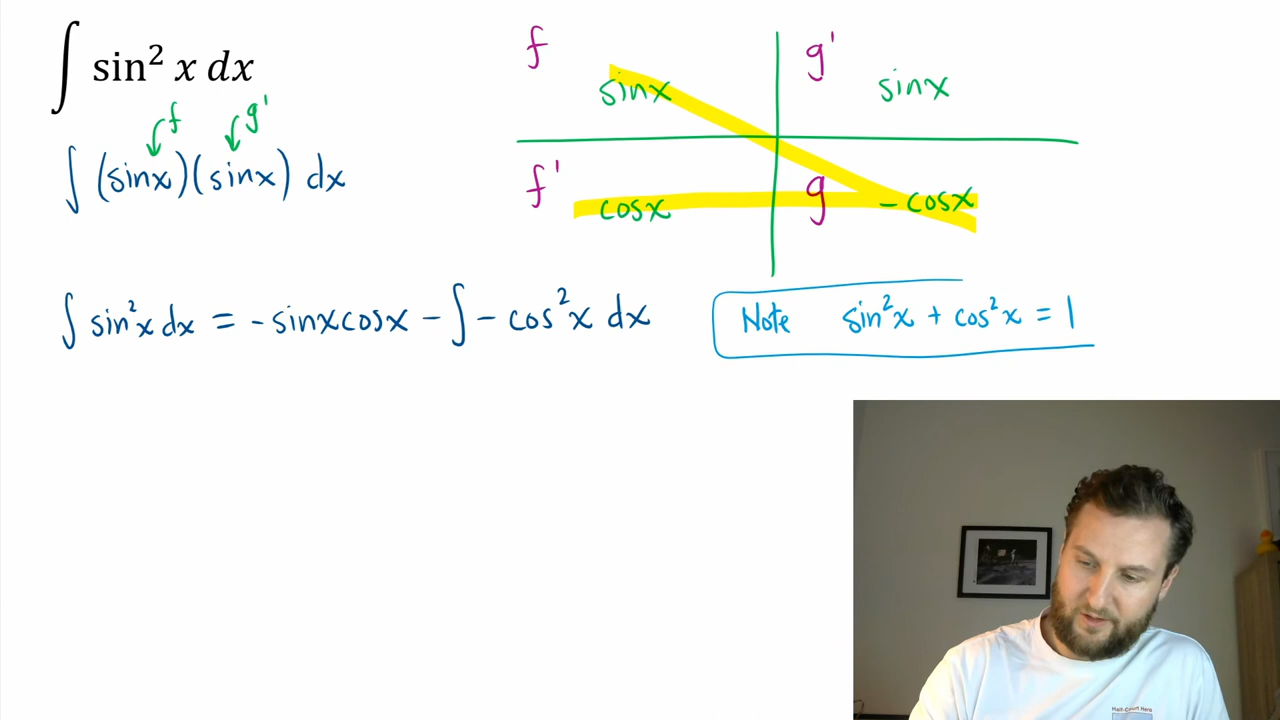 ∫ sin² x dx
f g'
∫ (sinx)(sinx) dx
f sinx g' sinx
f' cosx g - cosx
∫ sin²x dx = - sinxcosx - ∫ - cos²x dx
Note sin²x + cos²x = 1